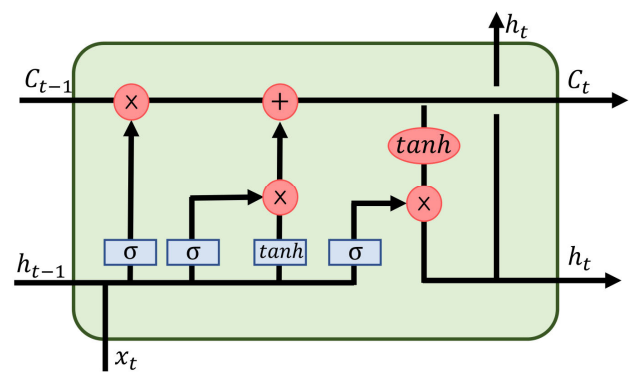 h_t
C_{t-1}
×
+
C_t
tanh
×
×
σ
σ
tanh
σ
h_{t-1}
h_t
x_t